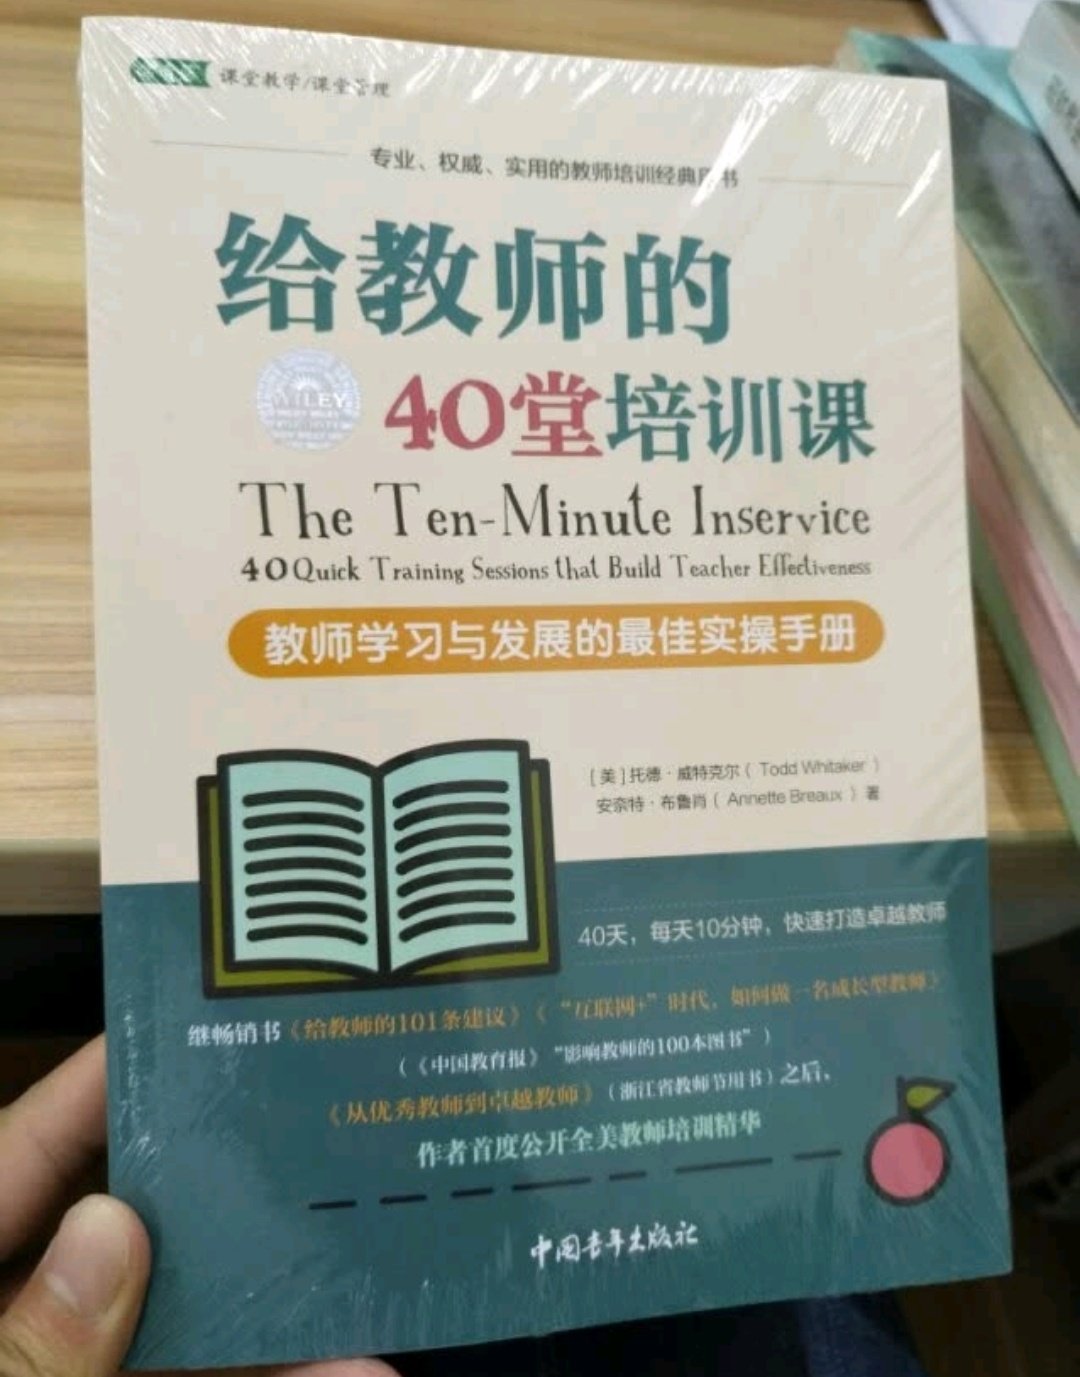 课堂教学/课堂管理
专业、权威、实用的教师培训经典用书
给教师的
WILEY
40堂培训课
The Ten-Minute Inservice
40 Quick Training Sessions that Build Teacher Effectiveness
教师学习与发展的最佳实操手册
[美]托德·威特克尔（Todd Whitaker）
安奈特·布鲁肖（Annette Breaux）著
40天，每天10分钟，快速打造卓越教师
继畅销书《给教师的101条建议》《“互联网+”时代，如何做一名成长型教师》
（《中国教育报》“影响教师的100本图书”）
《从优秀教师到卓越教师》（浙江省教师节用书）之后，
作者首度公开全美教师培训精华
中国青年出版社